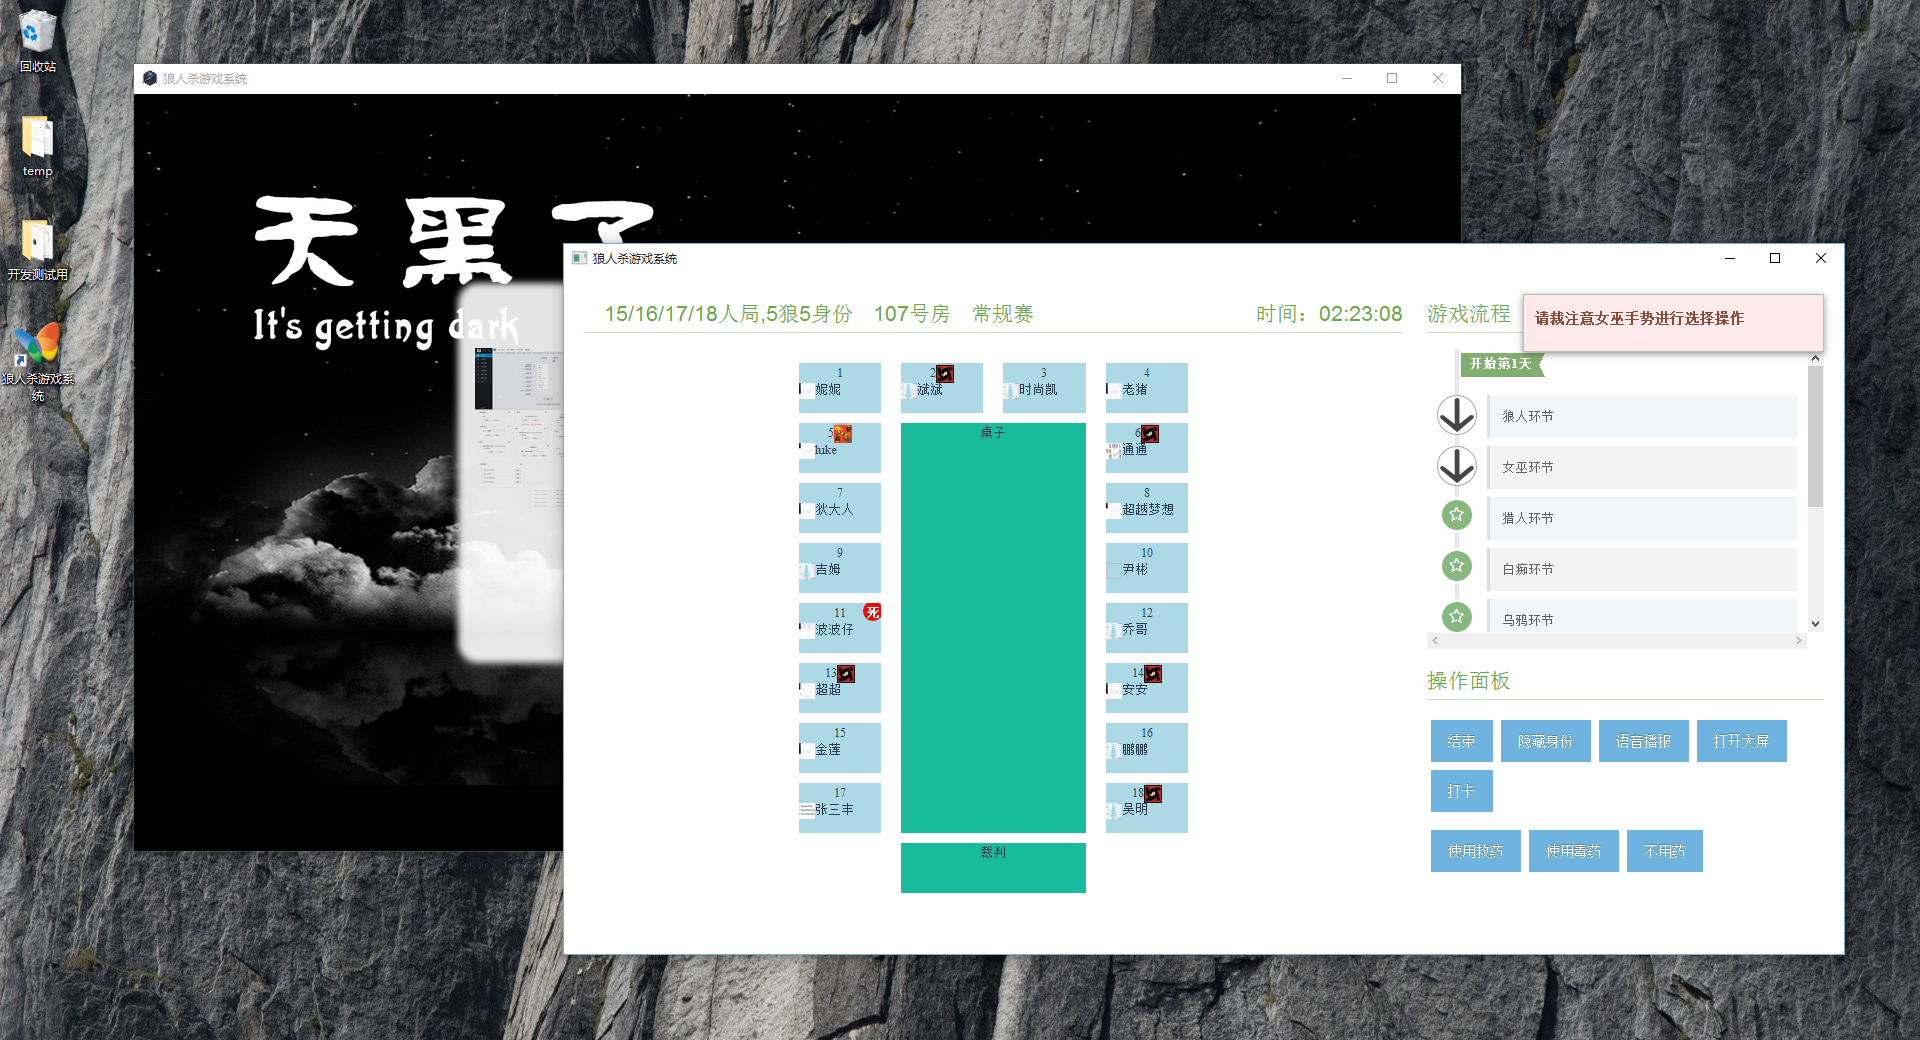 回收站
temp
开发测试用
狼人杀游戏系
统
狼人杀游戏系统
天黑了
It's getting dark
狼人杀游戏系统
15/16/17/18人局,5狼5身份 107号房 常规赛 时间：02:23:08
1
妮妮
2
斌斌
3
时尚凯
4
老猪
5
luke
桌子
6
通通
7
狄大人
8
超越梦想
9
吉姆
10
尹彬
11
波波仔
死
12
乔哥
13
超超
14
安安
15
金莲
16
鹏鹏
17
张三丰
18
吴明
裁判
游戏流程
请裁注意女巫手势进行选择操作
开始第1天
狼人环节
女巫环节
猎人环节
白痴环节
乌鸦环节
操作面板
结束 隐藏身份 语音播报 打开大屏
打卡
使用救药 使用毒药 不用药